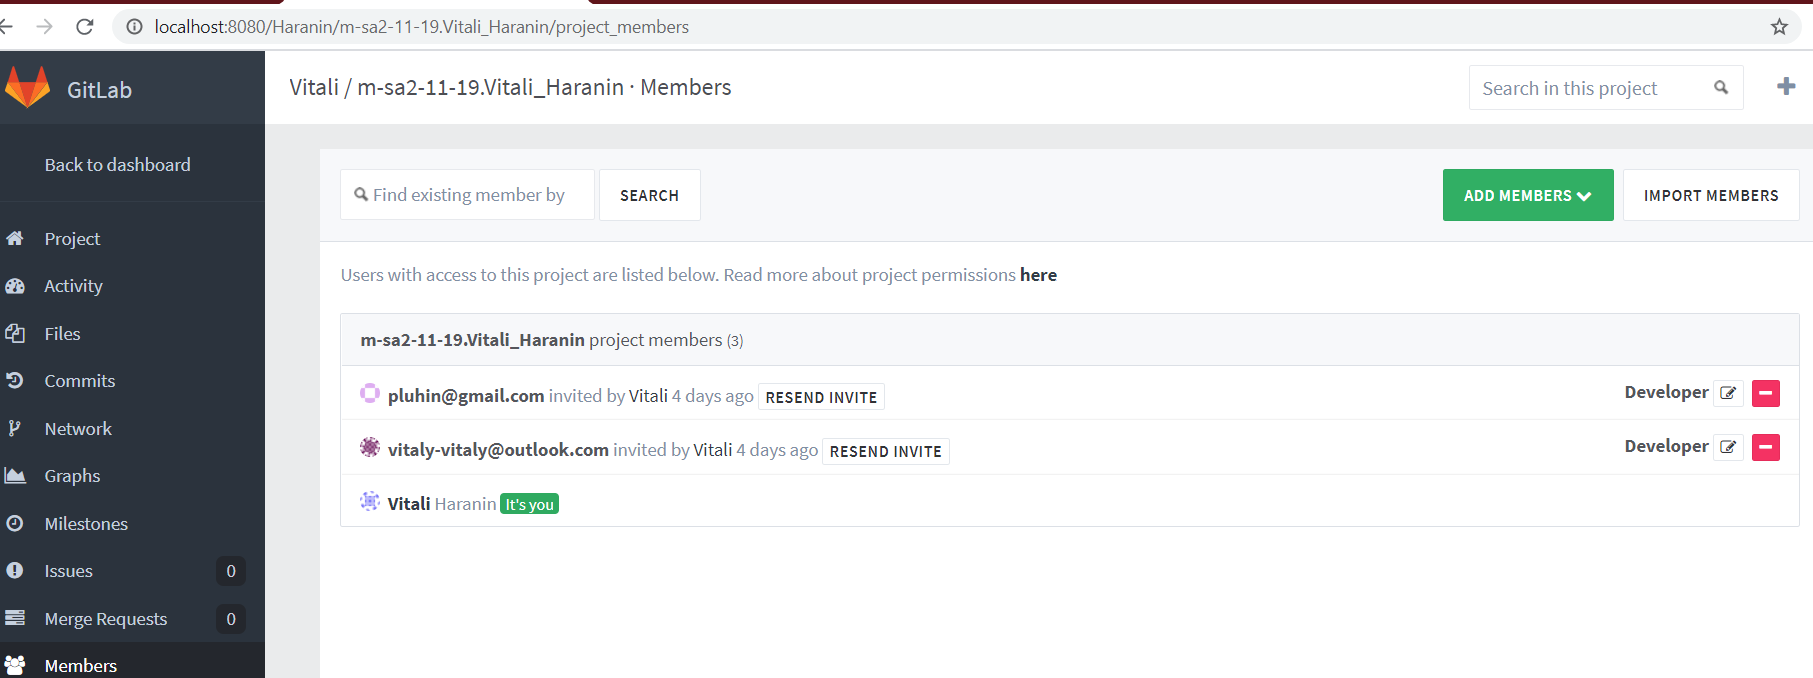 localhost:8080/Haranin/m-sa2-11-19.Vitali_Haranin/project_members
GitLab
Vitali / m-sa2-11-19.Vitali_Haranin · Members
Search in this project
Back to dashboard
Find existing member by
SEARCH
ADD MEMBERS
IMPORT MEMBERS
Project
Activity
Files
Commits
Network
Graphs
Milestones
Issues 0
Merge Requests 0
Members
Users with access to this project are listed below. Read more about project permissions here
m-sa2-11-19.Vitali_Haranin project members (3)
pluhin@gmail.com invited by Vitali 4 days ago RESEND INVITE Developer
vitaly-vitaly@outlook.com invited by Vitali 4 days ago RESEND INVITE Developer
Vitali Haranin It's you